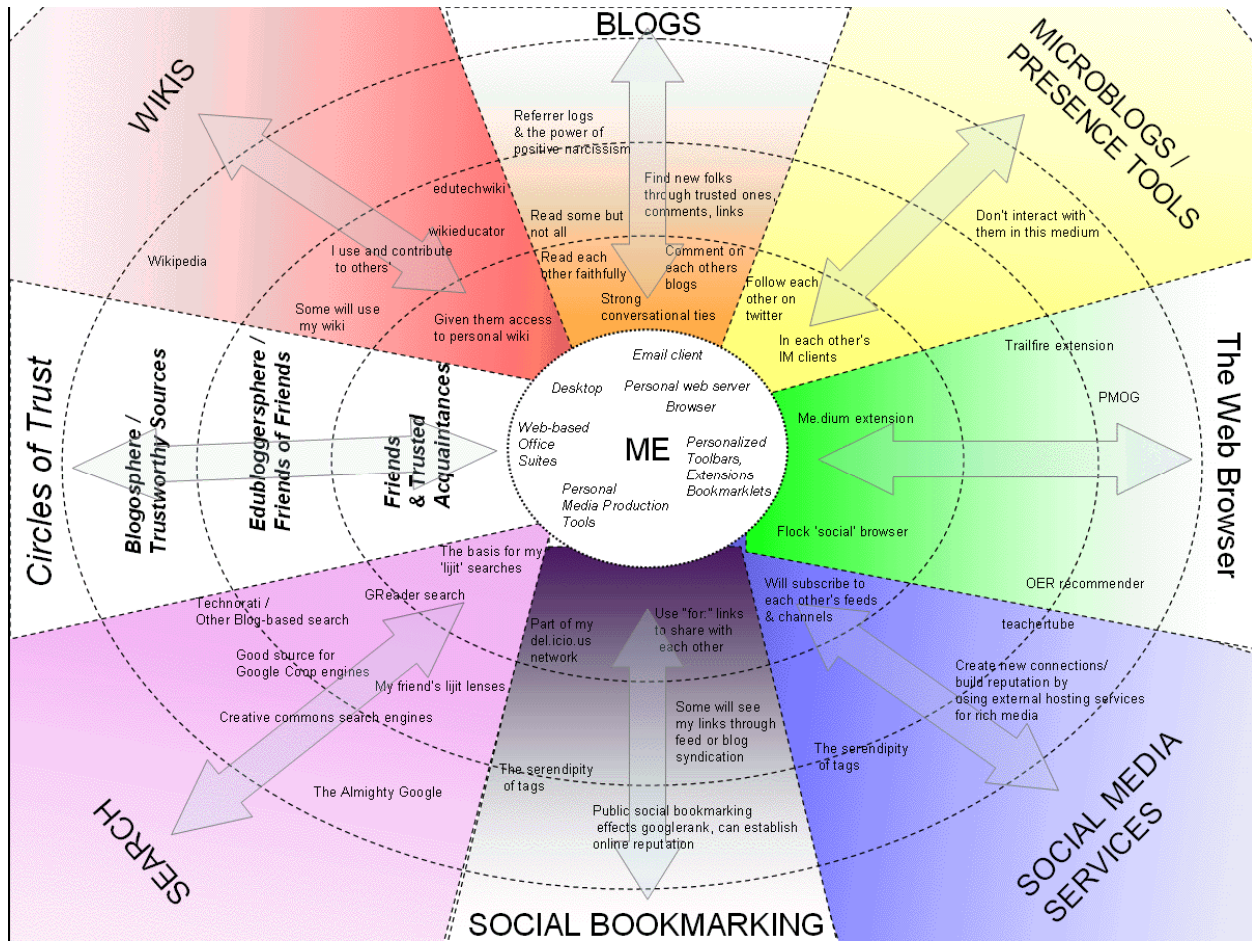 BLOGS
Referrer logs
& the power of
positive narcissism
Find new folks
through trusted ones,
comments, links
Read some but
not all
Read each
other faithfully
Comment on
each others
blogs
Strong
conversational ties
MICROBLOGS /
PRESENCE TOOLS
Don't interact with
them in this medium
Follow each
other on
twitter
In each other's
IM clients
The Web Browser
Trailfire extension
PMOG
Me.dium extension
Flock 'social' browser
OER recommender
SOCIAL MEDIA
SERVICES
Will subscribe to
each other's feeds
& channels
teachertube
Create new connections/
build reputation by
using external hosting services
for rich media
The serendipity
of tags
SOCIAL BOOKMARKING
Part of my
del.icio.us
network
Use "for:" links
to share with
each other
Some will see
my links through
feed or blog
syndication
The serendipity
of tags
Public social bookmarking
effects googlerank, can establish
online reputation
SEARCH
The basis for my
'lijit' searches
GReader search
Technorati /
Other Blog-based search
Good source for
Google Coop engines
My friend's lijit lenses
Creative commons search engines
The Almighty Google
Circles of Trust
Blogosphere /
Trustworthy Sources
Edubloggersphere /
Friends of Friends
Friends
& Trusted
Acquaintances
WIKIS
edutechwiki
wikieducator
I use and contribute
to others'
Wikipedia
Some will use
my wiki
Given them access
to personal wiki
Email client
Desktop
Personal web server
Browser
Web-based
Office
Suites
ME
Personalized
Toolbars,
Extensions
Bookmarklets
Personal
Media Production
Tools